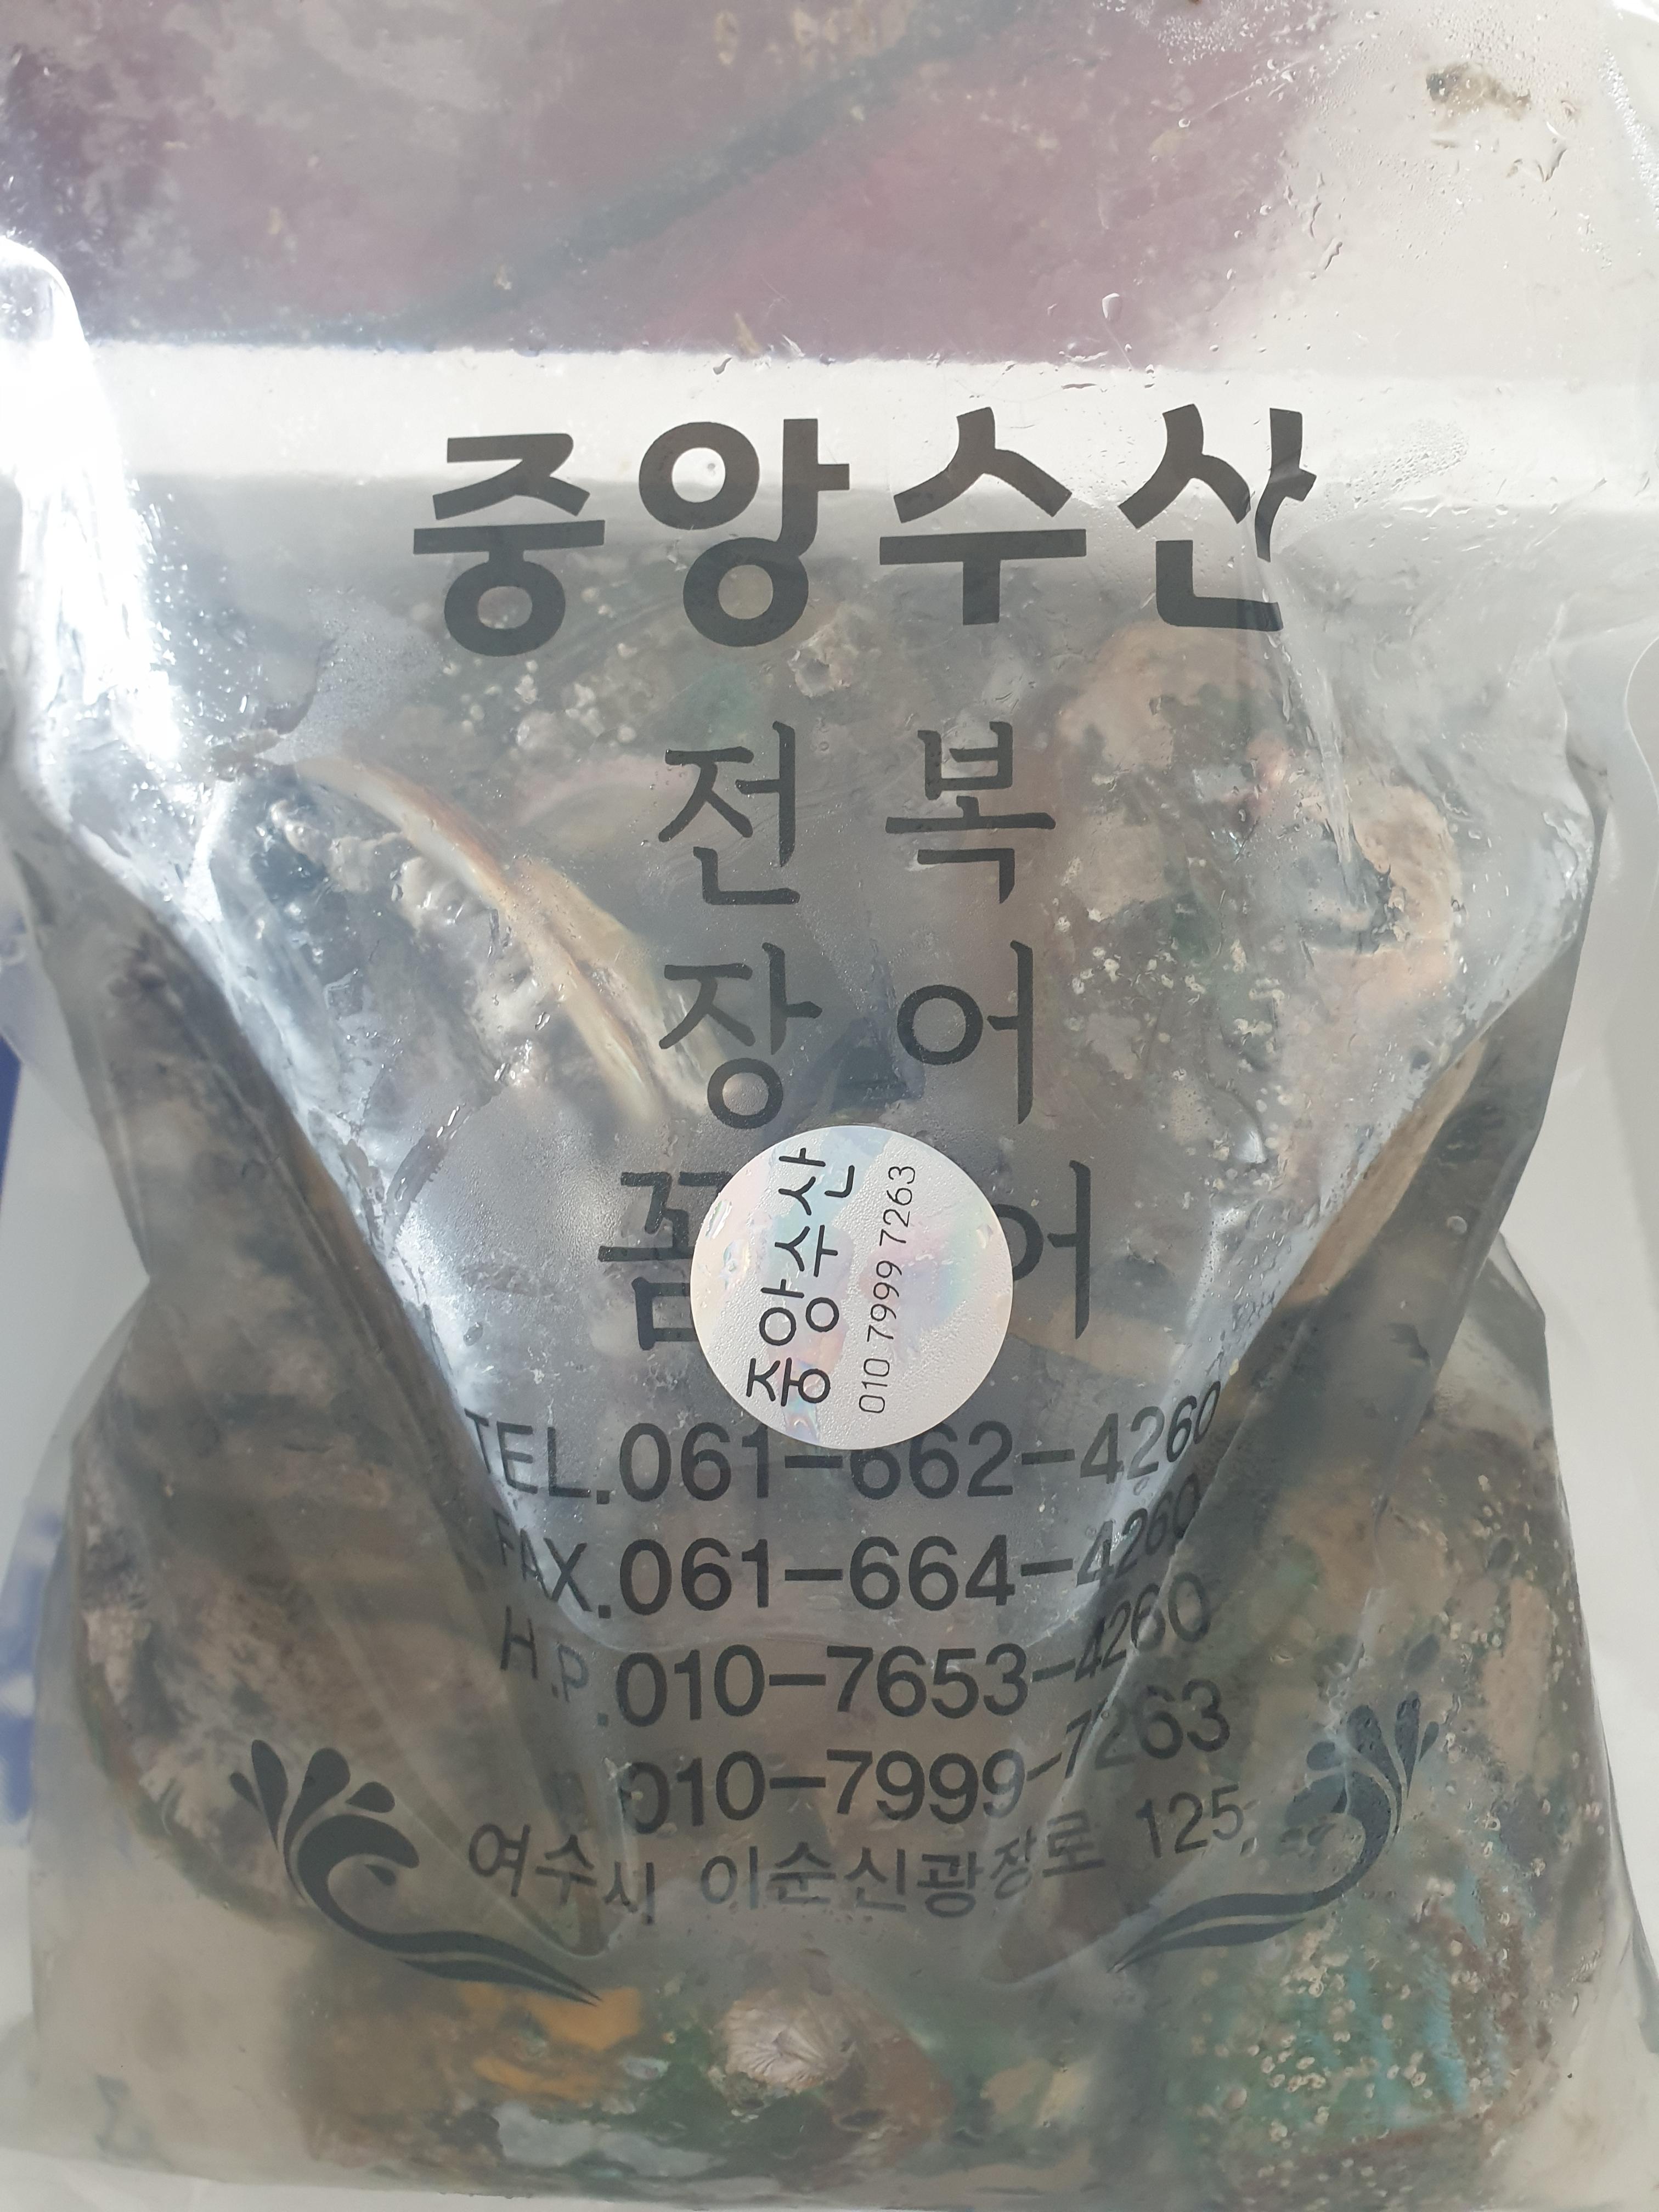 중앙수산
전복
장어
어
중앙수산
010 7999 7263
TEL.061-662-4260
FAX.061-664-4260
H.P.010-7653-4260
010-7999-7263
여수시 이순신광장로 125,